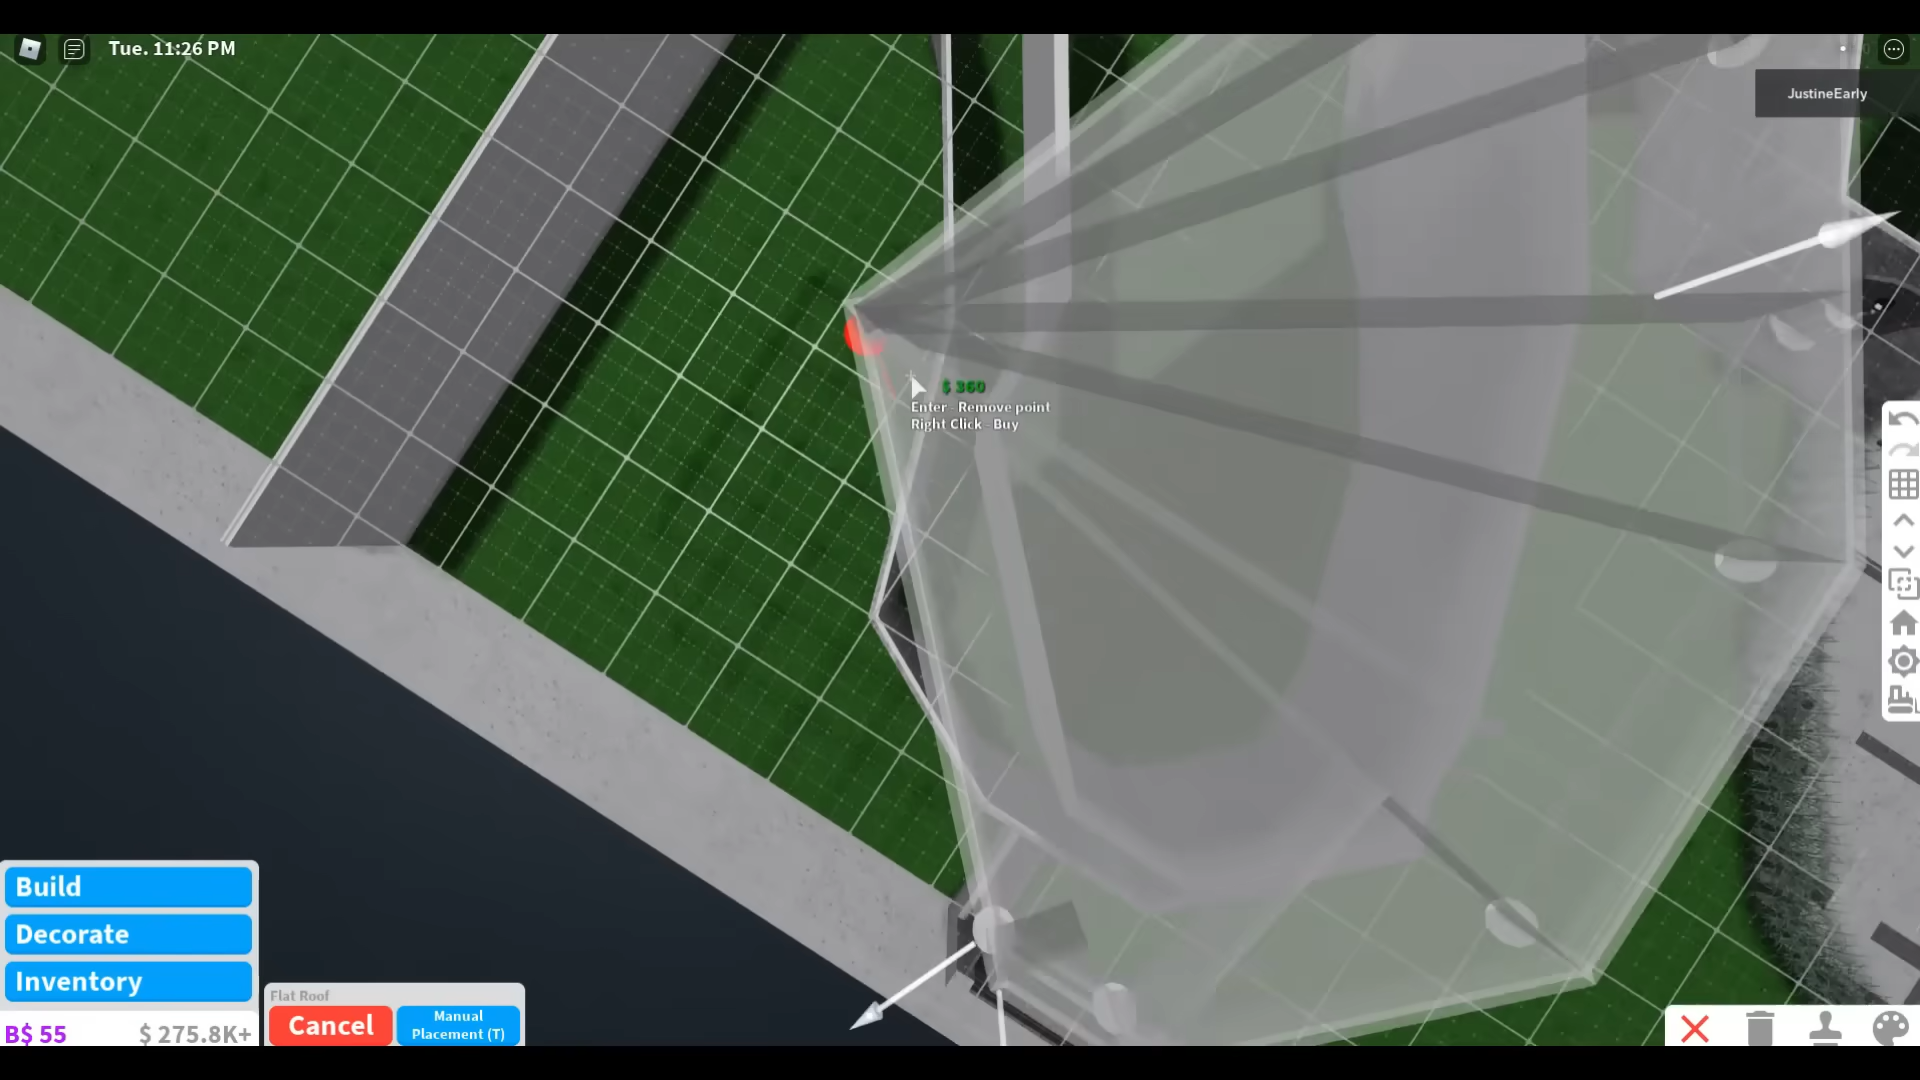 Tue. 11:26 PM
JustineEarly
$ 360
Enter - Remove point
Right Click - Buy
Build
Decorate
Inventory
B$ 55
$ 275.8K+
Flat Roof
Cancel
Manual
Placement (T)